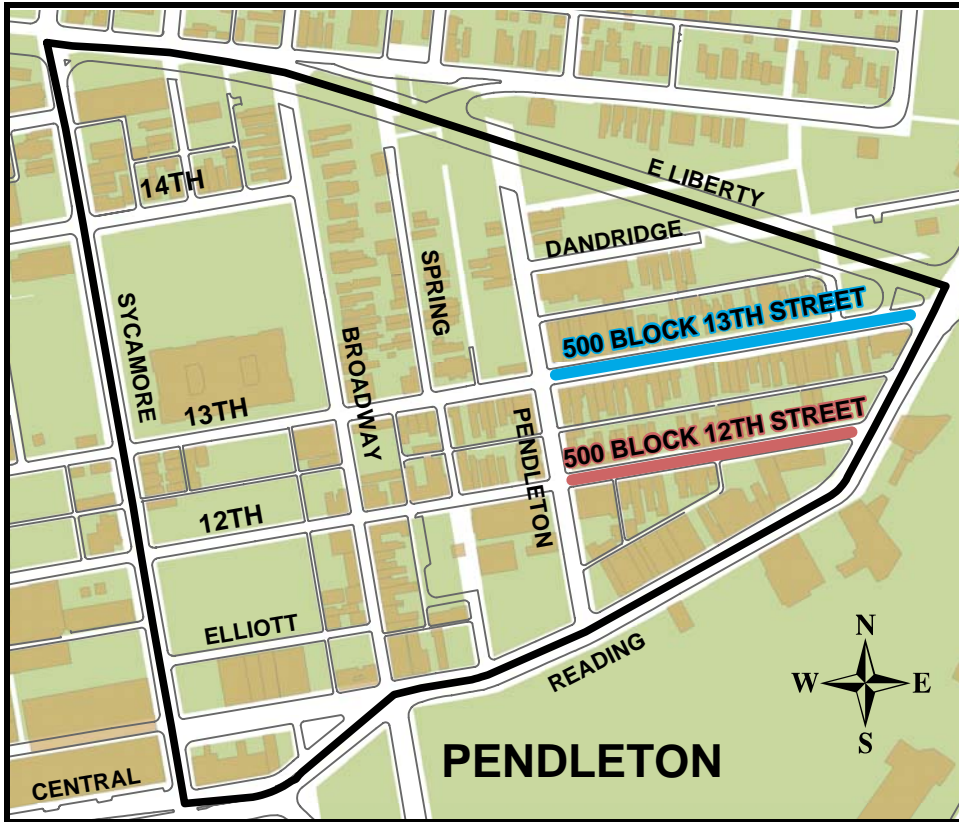 E LIBERTY
14TH
DANDRIDGE
SPRING
SYCAMORE
500 BLOCK 13TH STREET
BROADWAY
13TH
PENDLETON
500 BLOCK 12TH STREET
12TH
ELLIOTT
READING
N
W E
S
PENDLETON
CENTRAL